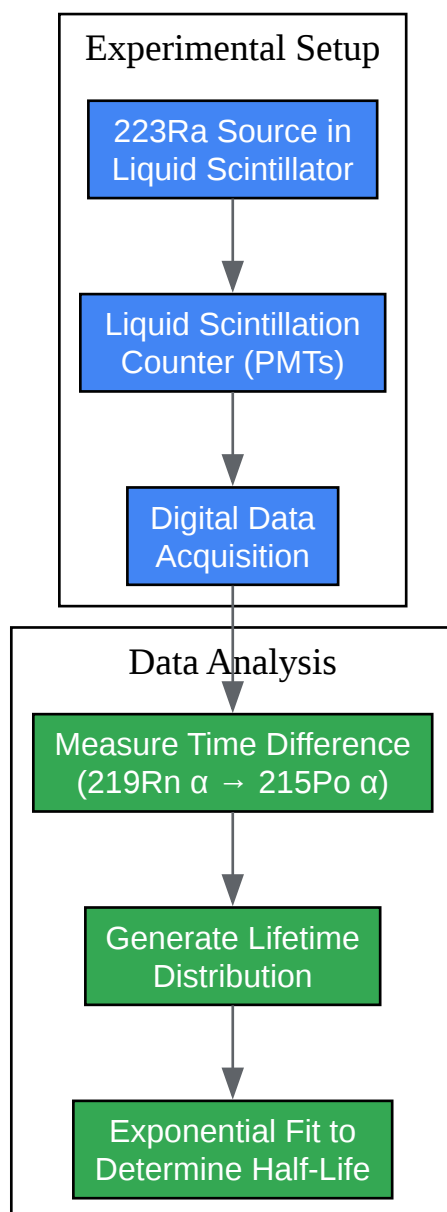 Experimental Setup
223Ra Source in
Liquid Scintillator
Liquid Scintillation
Counter (PMTs)
Digital Data
Acquisition
Data Analysis
Measure Time Difference
(219Rn α → 215Po α)
Generate Lifetime
Distribution
Exponential Fit to
Determine Half-Life